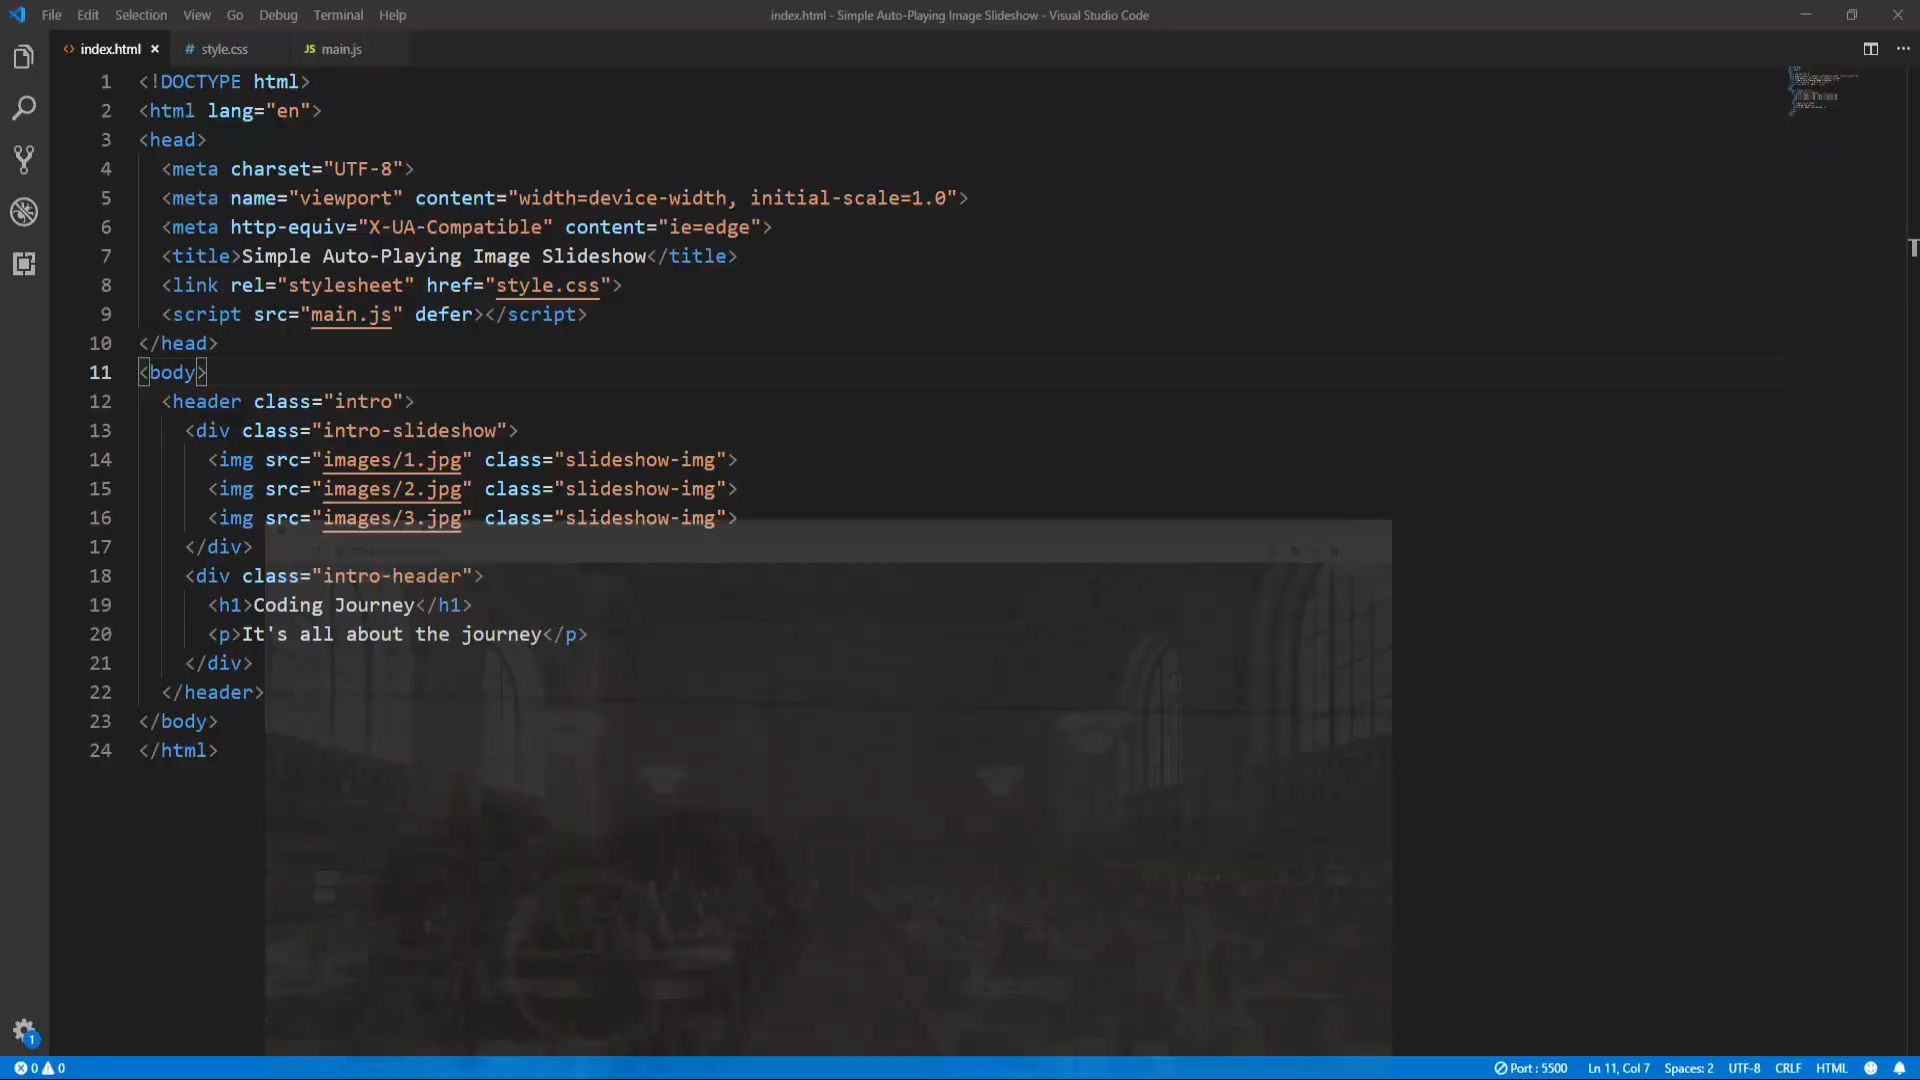 File Edit Selection View Go Debug Terminal Help
index.html - Simple Auto-Playing Image Slideshow - Visual Studio Code
<> index.html × # style.css JS main.js
1 <!DOCTYPE html>
2 <html lang="en">
3 <head>
4 <meta charset="UTF-8">
5 <meta name="viewport" content="width=device-width, initial-scale=1.0">
6 <meta http-equiv="X-UA-Compatible" content="ie=edge">
7 <title>Simple Auto-Playing Image Slideshow</title>
8 <link rel="stylesheet" href="style.css">
9 <script src="main.js" defer></script>
10 </head>
11 <body>
12 <header class="intro">
13 <div class="intro-slideshow">
14 <img src="images/1.jpg" class="slideshow-img">
15 <img src="images/2.jpg" class="slideshow-img">
16 <img src="images/3.jpg" class="slideshow-img">
17 </div>
18 <div class="intro-header">
19 <h1>Coding Journey</h1>
20 <p>It's all about the journey</p>
21 </div>
22 </header>
23 </body>
24 </html>
1
0 0 Port : 5500 Ln 11, Col 7 Spaces: 2 UTF-8 CRLF HTML